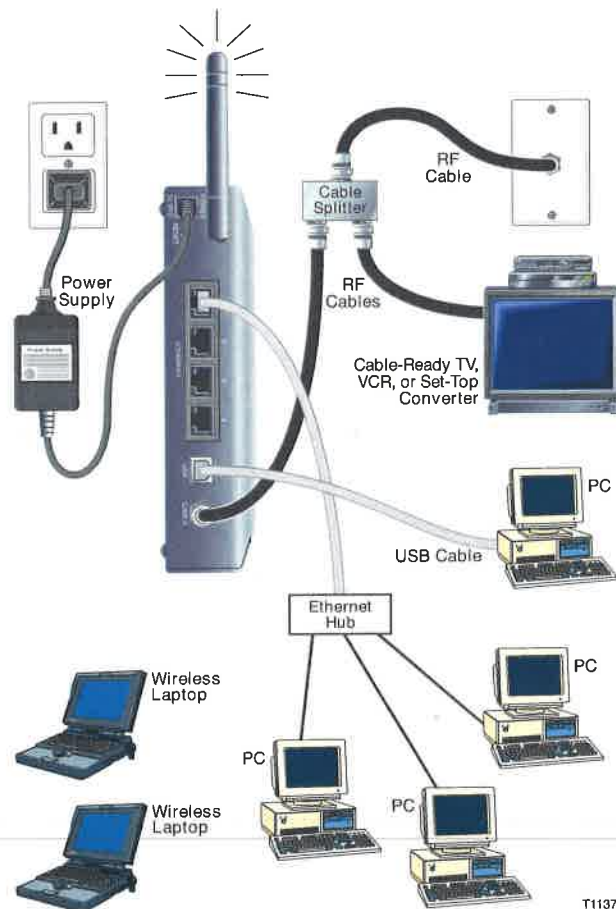 RF
Cable
Cable
Splitter
Power
Supply
RF
Cables
Cable-Ready TV,
VCR, or Set-Top
Converter
PC
USB Cable
Ethernet
Hub
Wireless
Laptop
PC
PC
Wireless
Laptop
PC
T1137